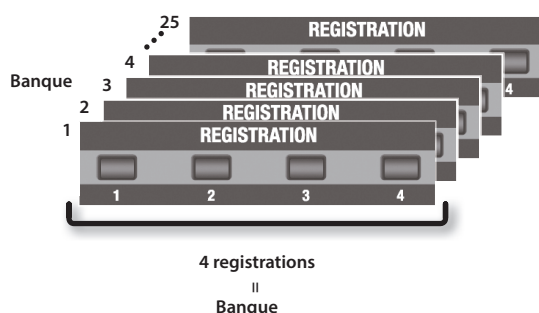 25
REGISTRATION
4
REGISTRATION
4
Banque
3
REGISTRATION
2
REGISTRATION
1
REGISTRATION
1 2 3 4
4 registrations
=
Banque